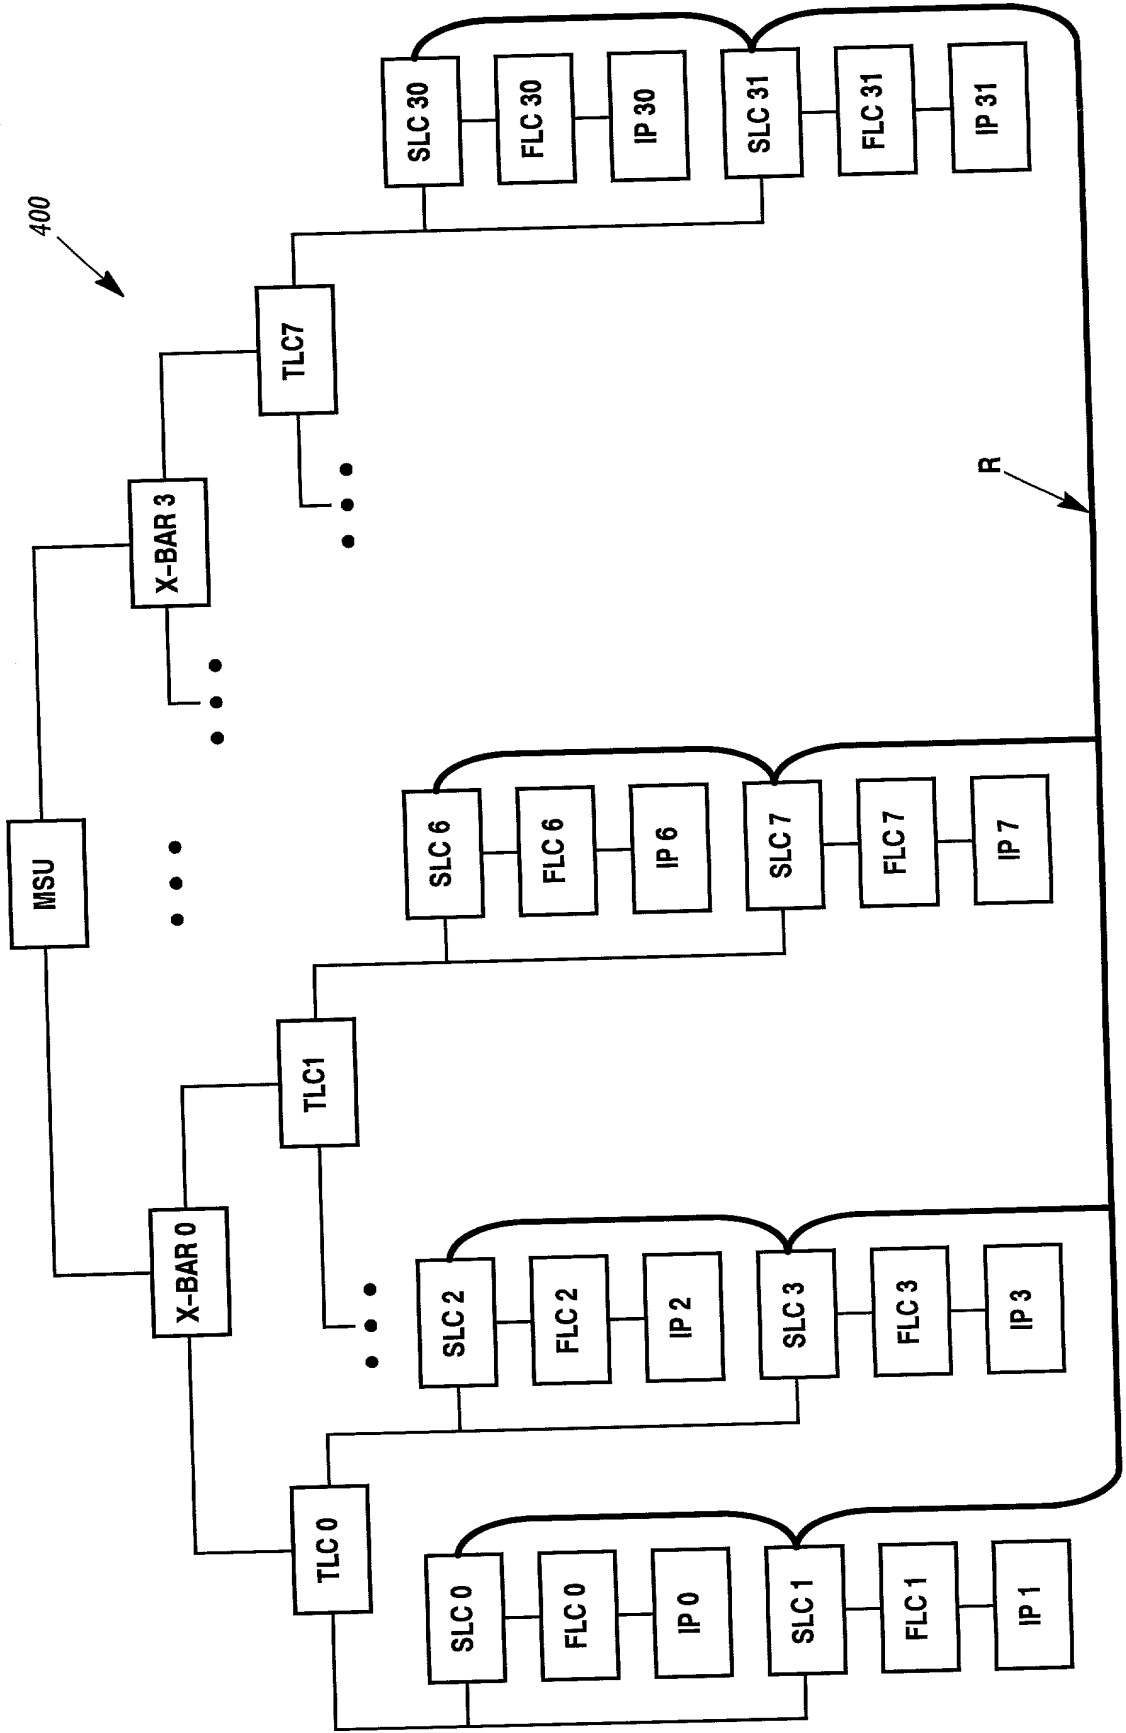 400
MSU
X-BAR 0
X-BAR 3
TLC 0
TLC1
TLC7
SLC 0
FLC 0
IP 0
SLC 1
FLC 1
IP 1
SLC 2
FLC 2
IP 2
SLC 3
FLC 3
IP 3
SLC 6
FLC 6
IP 6
SLC 7
FLC 7
IP 7
SLC 30
FLC 30
IP 30
SLC 31
FLC 31
IP 31
R